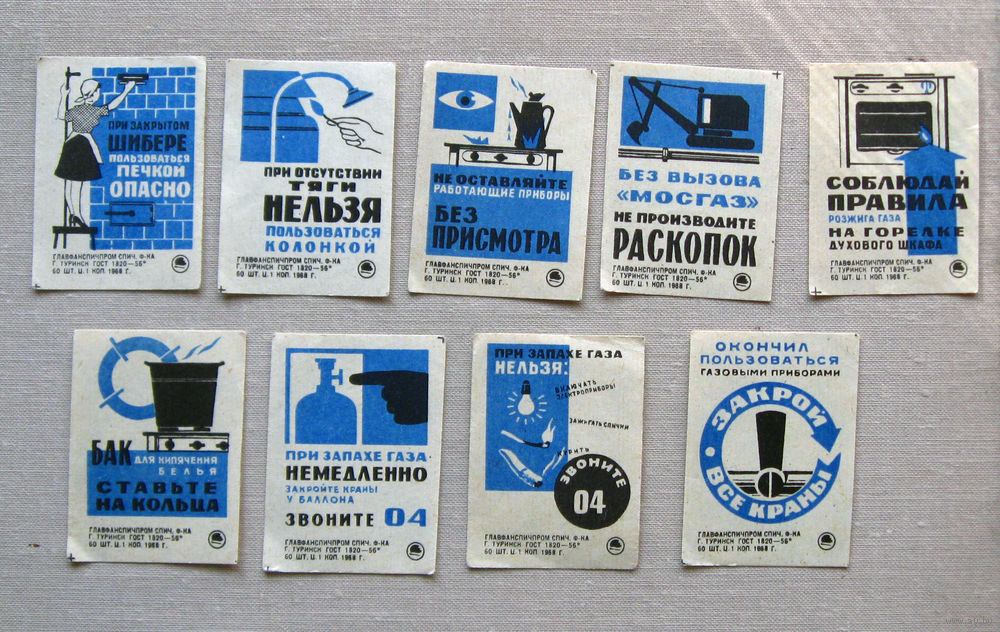 ПРИ ЗАКРЫТОМ
ШИБЕРЕ
ПОЛЬЗОВАТЬСЯ
ПЕЧКОЙ
ОПАСНО
ГЛАВФАНСПИЧПРОМ СПИЧ. Ф-КА
Г. ТУРИНСК ГОСТ 1820—56*
60 ШТ. Ц. 1 КОП. 1968 Г.
ПРИ ОТСУТСТВИИ
ТЯГИ
НЕЛЬЗЯ
ПОЛЬЗОВАТЬСЯ
КОЛОНКОЙ
ГЛАВФАНСПИЧПРОМ СПИЧ. Ф-КА
Г. ТУРИНСК ГОСТ 1820—56*
60 ШТ. Ц. 1 КОП. 1968 Г.
НЕ ОСТАВЛЯЙТЕ
РАБОТАЮЩИЕ ПРИБОРЫ
БЕЗ
ПРИСМОТРА
ГЛАВФАНСПИЧПРОМ СПИЧ. Ф-КА
Г. ТУРИНСК ГОСТ 1820—56*
60 ШТ. Ц. 1 КОП. 1968 Г.
БЕЗ ВЫЗОВА
«МОСГАЗ»
НЕ ПРОИЗВОДИТЕ
РАСКОПОК
ГЛАВФАНСПИЧПРОМ СПИЧ. Ф-КА
Г. ТУРИНСК ГОСТ 1820—56*
60 ШТ. Ц. 1 КОП. 1968 Г.
СОБЛЮДАЙ
ПРАВИЛА
РОЗЖИГА ГАЗА
НА ГОРЕЛКЕ
ДУХОВОГО ШКАФА
ГЛАВФАНСПИЧПРОМ СПИЧ. Ф-КА
Г. ТУРИНСК ГОСТ 1820—56*
60 ШТ. Ц. 1 КОП. 1968 Г.
БАК ДЛЯ КИПЯЧЕНИЯ
БЕЛЬЯ
СТАВЬТЕ
НА КОЛЬЦА
ГЛАВФАНСПИЧПРОМ СПИЧ. Ф-КА
Г. ТУРИНСК ГОСТ 1820—56*
60 ШТ. Ц. 1 КОП. 1968 Г.
ПРИ ЗАПАХЕ ГАЗА
НЕМЕДЛЕННО
ЗАКРОЙТЕ КРАНЫ
У БАЛЛОНА
ЗВОНИТЕ 04
ГЛАВФАНСПИЧПРОМ СПИЧ. Ф-КА
Г. ТУРИНСК ГОСТ 1820—56*
60 ШТ. Ц. 1 КОП. 1968 Г.
ПРИ ЗАПАХЕ ГАЗА
НЕЛЬЗЯ:
ВКЛЮЧАТЬ
ЭЛЕКТРОПРИБОРЫ
ЗАЖИГАТЬ СПИЧКИ
КУРИТЬ
ЗВОНИТЕ
04
ГЛАВФАНСПИЧПРОМ СПИЧ. Ф-КА
Г. ТУРИНСК ГОСТ 1820—56*
60 ШТ. Ц. 1 КОП. 1968 Г.
ОКОНЧИЛ
ПОЛЬЗОВАТЬСЯ
ГАЗОВЫМИ ПРИБОРАМИ
ЗАКРОЙ
ВСЕ КРАНЫ
ГЛАВФАНСПИЧПРОМ СПИЧ. Ф-КА
Г. ТУРИНСК ГОСТ 1820—56*
60 ШТ. Ц. 1 КОП. 1968 Г.